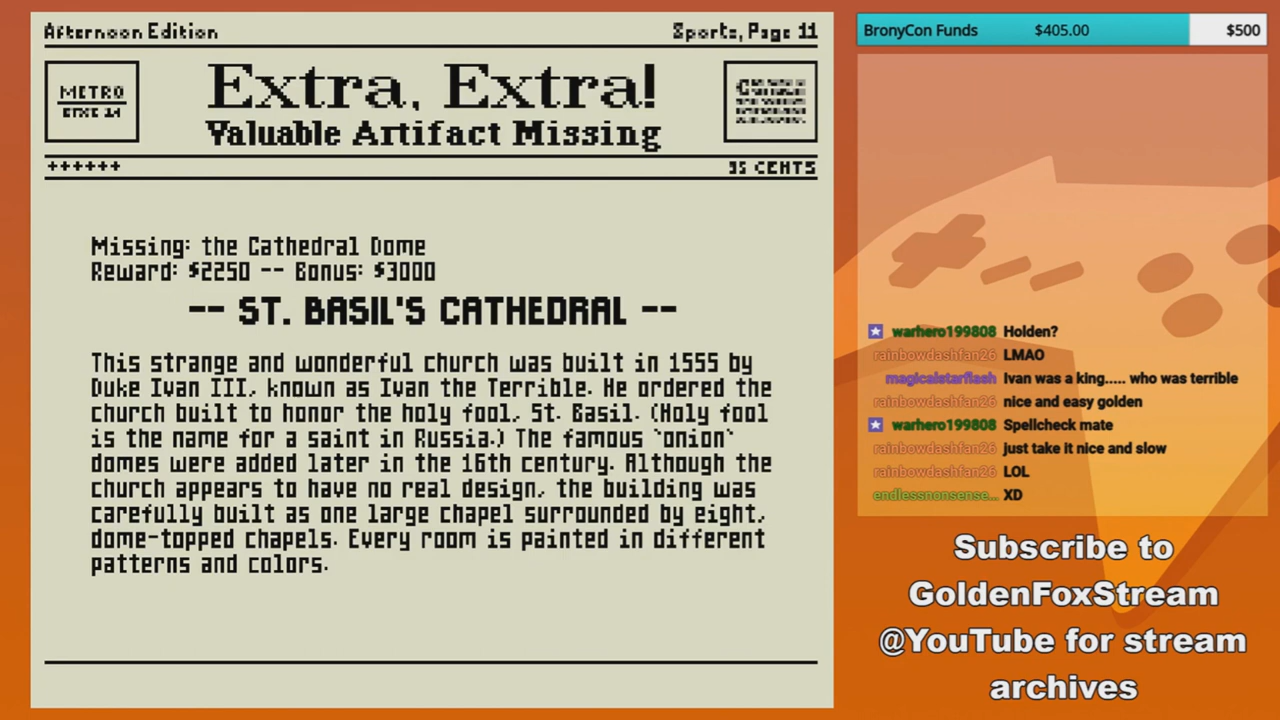 Afternoon Edition
Sports, Page 11
METRO
Extra, Extra!
Valuable Artifact Missing
++++++
35 CENTS
Missing: the Cathedral Dome
Reward: $2250 -- Bonus: $3000
-- ST. BASIL'S CATHEDRAL --
This strange and wonderful church was built in 1555 by
Duke Ivan III, known as Ivan the Terrible. He ordered the
church built to honor the holy fool, St. Basil. (Holy fool
is the name for a saint in Russia.) The famous `onion`
domes were added later in the 16th century. Although the
church appears to have no real design, the building was
carefully built as one large chapel surrounded by eight,
dome-topped chapels. Every room is painted in different
patterns and colors.
BronyCon Funds $405.00 $500
warhero199808 Holden?
rainbowdashfan26 LMAO
magicalstarflash Ivan was a king..... who was terrible
rainbowdashfan26 nice and easy golden
warhero199808 Spellcheck mate
rainbowdashfan26 just take it nice and slow
rainbowdashfan26 LOL
endlessnonsense... XD
Subscribe to
GoldenFoxStream
@YouTube for stream
archives